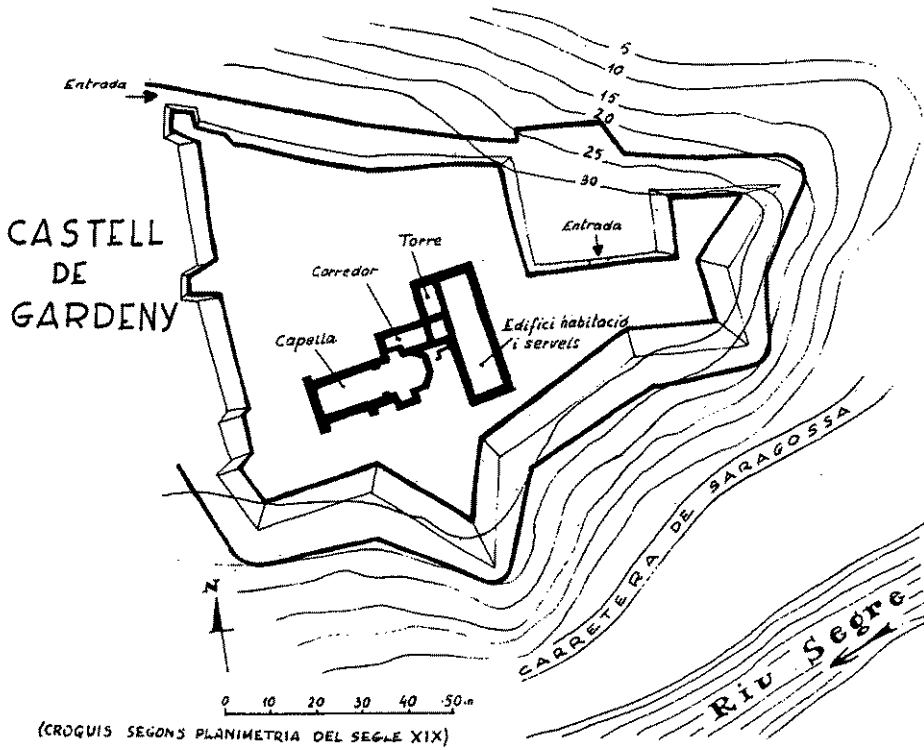 Entrada
5
10
15
20
25
30
CASTELL
DE
GARDENY
Entrada
Torre
Corredor
Capella
Edifici habitació
i serveis
CARRETERA DE SARAGOSSA
Riu Segre
N
0 10 20 30 40 50 m
(CROQUIS SEGONS PLANIMETRIA DEL SEGLE XIX)